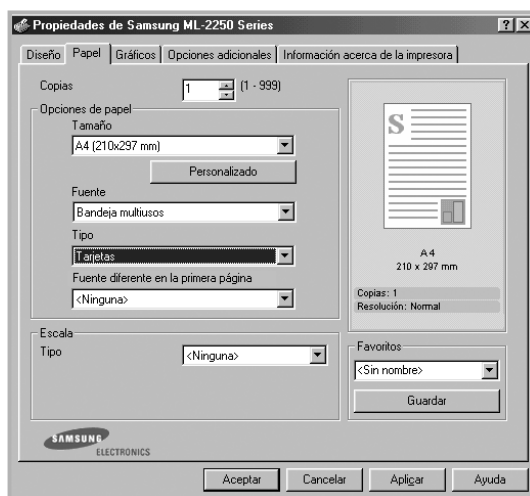 Propiedades de Samsung ML-2250 Series
Diseño Papel Gráficos Opciones adicionales Información acerca de la impresora
Copias 1 (1 - 999)
Opciones de papel
Tamaño
A4 (210x297 mm)
Personalizado
Fuente
Bandeja multiusos
Tipo
Tarjetas
Fuente diferente en la primera página
<Ninguna>
S
A4
210 x 297 mm
Copias: 1
Resolución: Normal
Escala
Tipo <Ninguna>
Favoritos
<Sin nombre>
Guardar
SAMSUNG
ELECTRONICS
Aceptar Cancelar Aplicar Ayuda